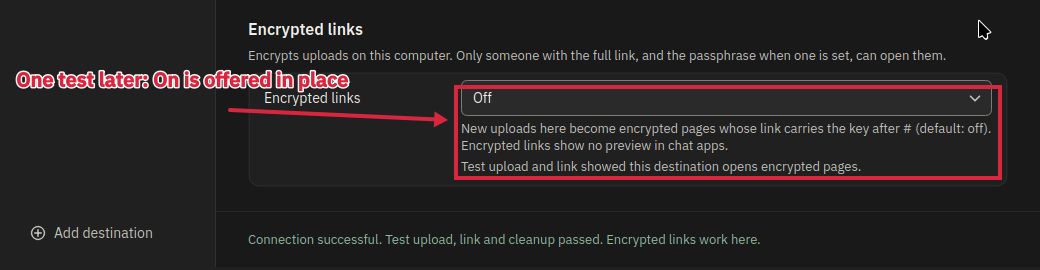 Encrypted links
Encrypts uploads on this computer. Only someone with the full link, and the passphrase when one is set, can open them.
One test later: On is offered in place
Encrypted links
Off
New uploads here become encrypted pages whose link carries the key after # (default: off).
Encrypted links show no preview in chat apps.
Test upload and link showed this destination opens encrypted pages.
Add destination
Connection successful. Test upload, link and cleanup passed. Encrypted links work here.